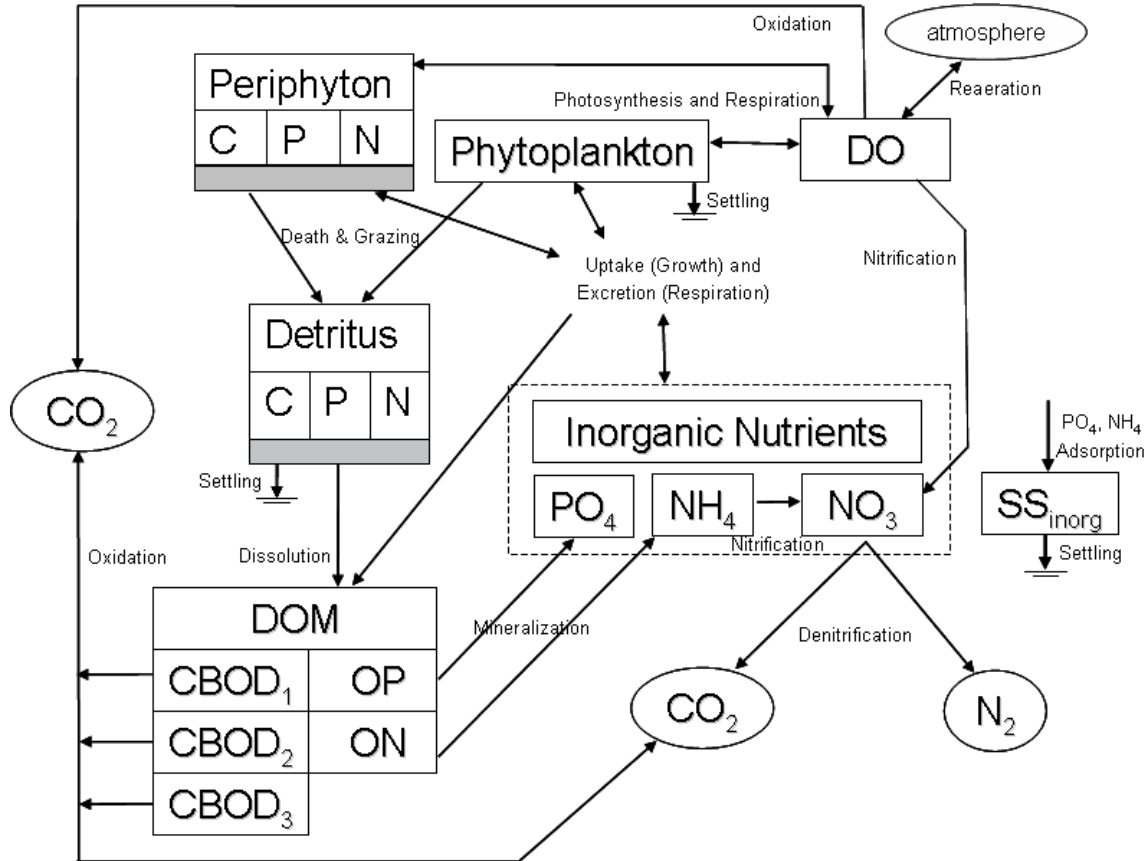 Oxidation
atmosphere
Periphyton
Reaeration
Photosynthesis and Respiration
C P N
Phytoplankton
DO
Settling
Death & Grazing
Nitrification
Uptake (Growth) and
Excretion (Respiration)
Detritus
C P N
CO₂
Inorganic Nutrients
PO₄, NH₄
Adsorption
Settling
PO₄
NH₄
NO₃
SSinorg
Nitrification
Settling
Oxidation
Dissolution
DOM
Mineralization
Denitrification
CBOD₁ OP
CO₂
N₂
CBOD₂ ON
CBOD₃